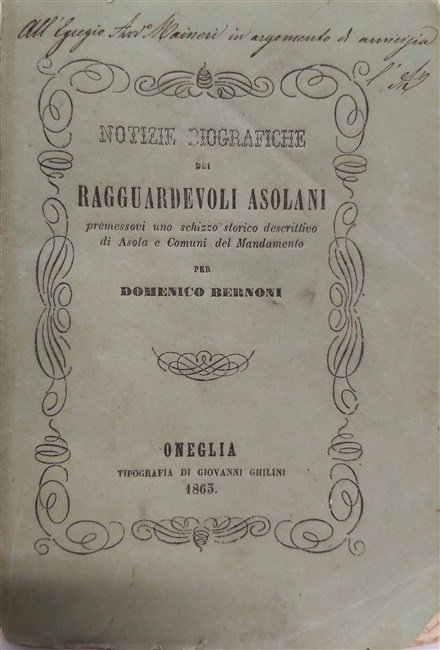 All'Egregio Avv.º Maineri in argomento di amicizia
l'A.
NOTIZIE BIOGRAFICHE
DEI
RAGGUARDEVOLI ASOLANI
premessovi uno schizzo storico descrittivo
di Asola e Comuni del Mandamento
PER
DOMENICO BERNONI
ONEGLIA
TIPOGRAFIA DI GIOVANNI GHILINI
1863.